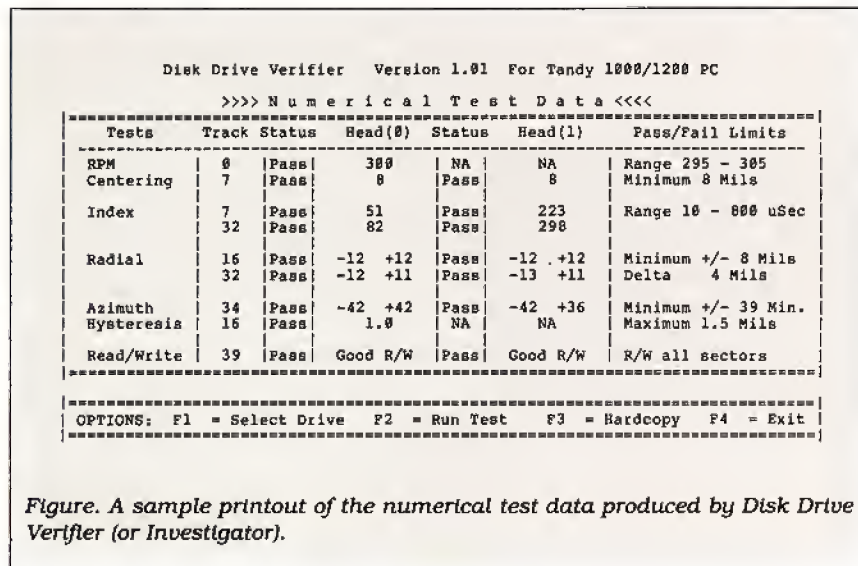 Disk Drive Verifier Version 1.01 For Tandy 1000/1200 PC
>>>> N u m e r i c a l T e s t D a t a <<<<
Tests Track Status Head(0) Status Head(1) Pass/Fail Limits
RPM | 0 |Pass| 300 | NA | NA | Range 295 - 305
Centering | 7 |Pass| 8 |Pass| 8 | Minimum 8 Mils
Index | 7 |Pass| 51 |Pass| 223 | Range 10 - 800 uSec
| 32 |Pass| 82 |Pass| 298 |
Radial | 16 |Pass| -12 +12 |Pass| -12 . +12 | Minimum +/- 8 Mils
| 32 |Pass| -12 +11 |Pass| -13 +11 | Delta 4 Mils
Azimuth | 34 |Pass| -42 +42 |Pass| -42 +36 | Minimum +/- 39 Min.
Hysteresis | 16 |Pass| 1.0 | NA | NA | Maximum 1.5 Mils
Read/Write | 39 |Pass| Good R/W |Pass| Good R/W | R/W all sectors
OPTIONS: F1 = Select Drive F2 = Run Test F3 = Hardcopy F4 = Exit
Figure. A sample printout of the numerical test data produced by Disk Drive
Verifier (or Investigator).